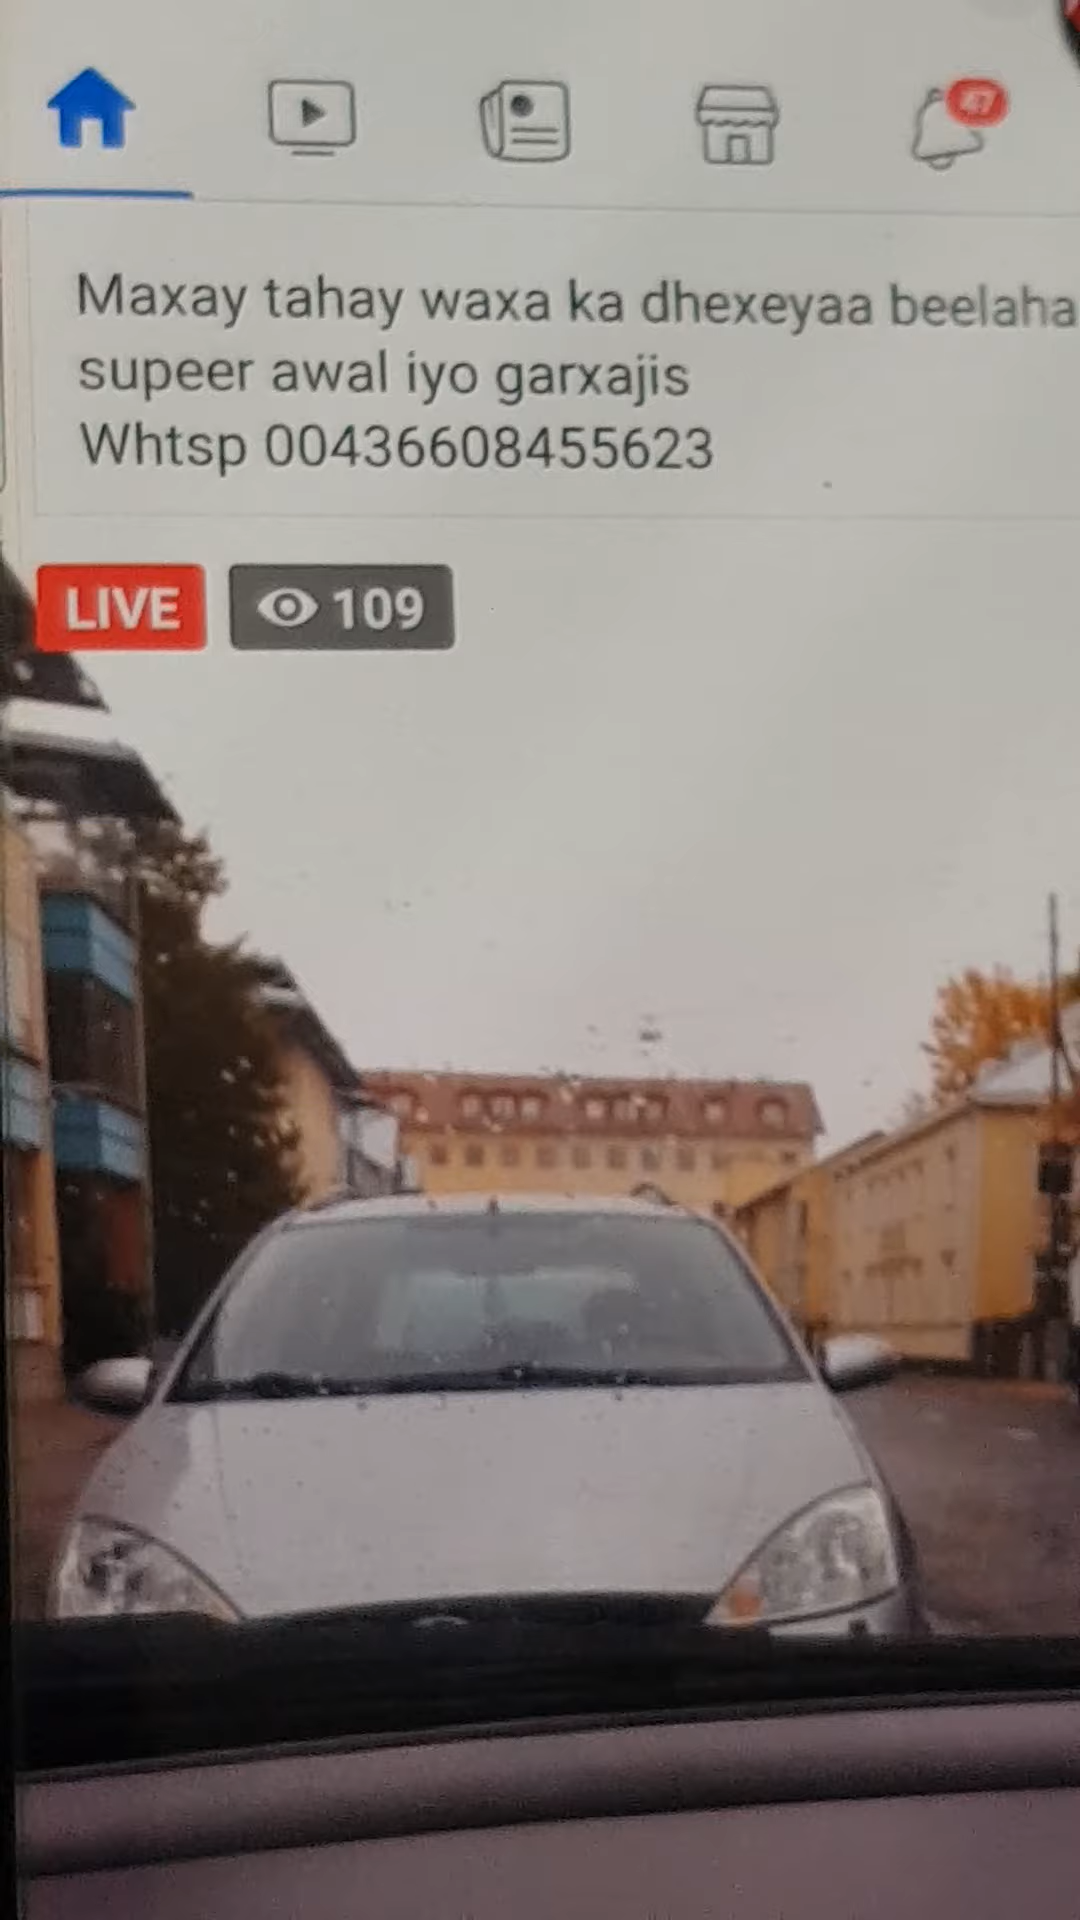 47
Maxay tahay waxa ka dhexeyaa beelaha
supeer awal iyo garxajis
Whtsp 00436608455623
LIVE 109